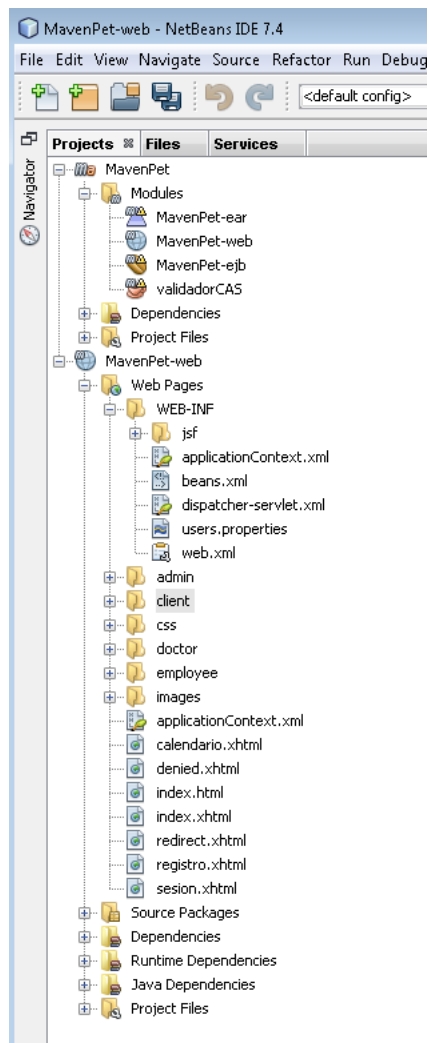 MavenPet-web - NetBeans IDE 7.4
File Edit View Navigate Source Refactor Run Debug
<default config>
Projects Files Services
Navigator
MavenPet
Modules
MavenPet-ear
MavenPet-web
MavenPet-ejb
validadorCAS
Dependencies
Project Files
MavenPet-web
Web Pages
WEB-INF
jsf
applicationContext.xml
beans.xml
dispatcher-servlet.xml
users.properties
web.xml
admin
client
css
doctor
employee
images
applicationContext.xml
calendario.xhtml
denied.xhtml
index.html
index.xhtml
redirect.xhtml
registro.xhtml
sesion.xhtml
Source Packages
Dependencies
Runtime Dependencies
Java Dependencies
Project Files